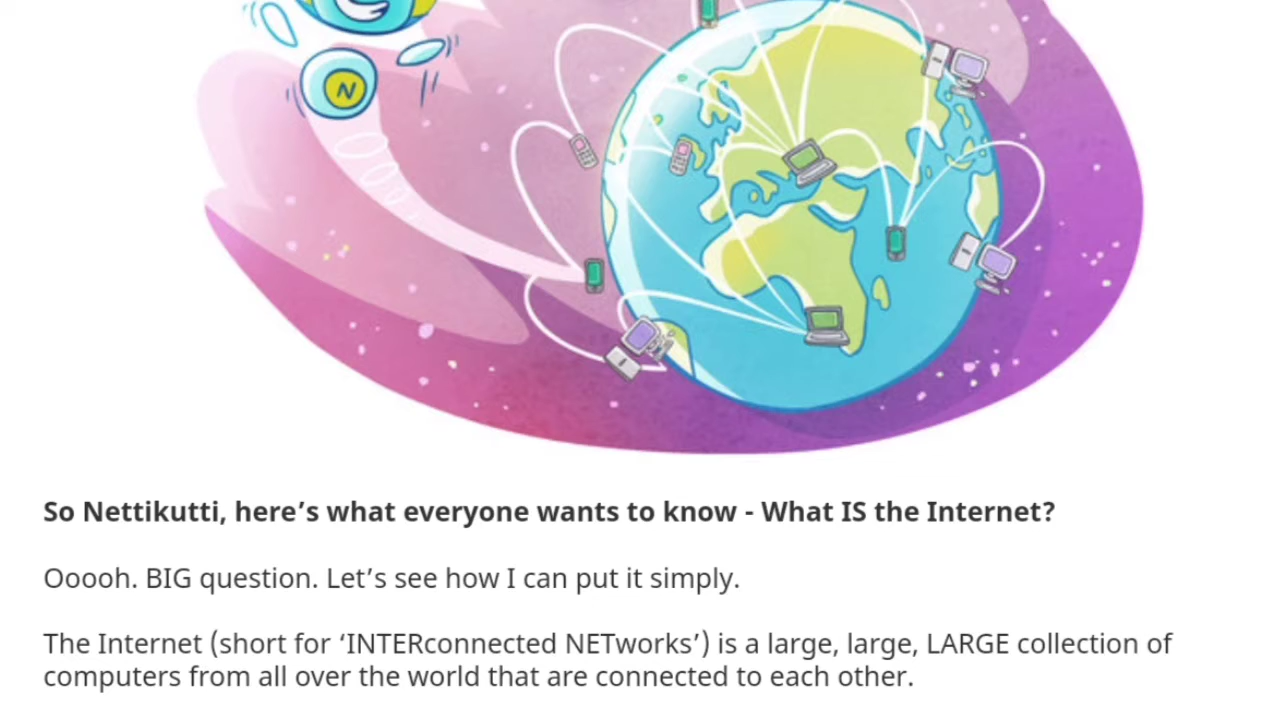 N
So Nettikutti, here’s what everyone wants to know - What IS the Internet?
Ooooh. BIG question. Let’s see how I can put it simply.
The Internet (short for ‘INTERconnected NETworks’) is a large, large, LARGE collection of
computers from all over the world that are connected to each other.